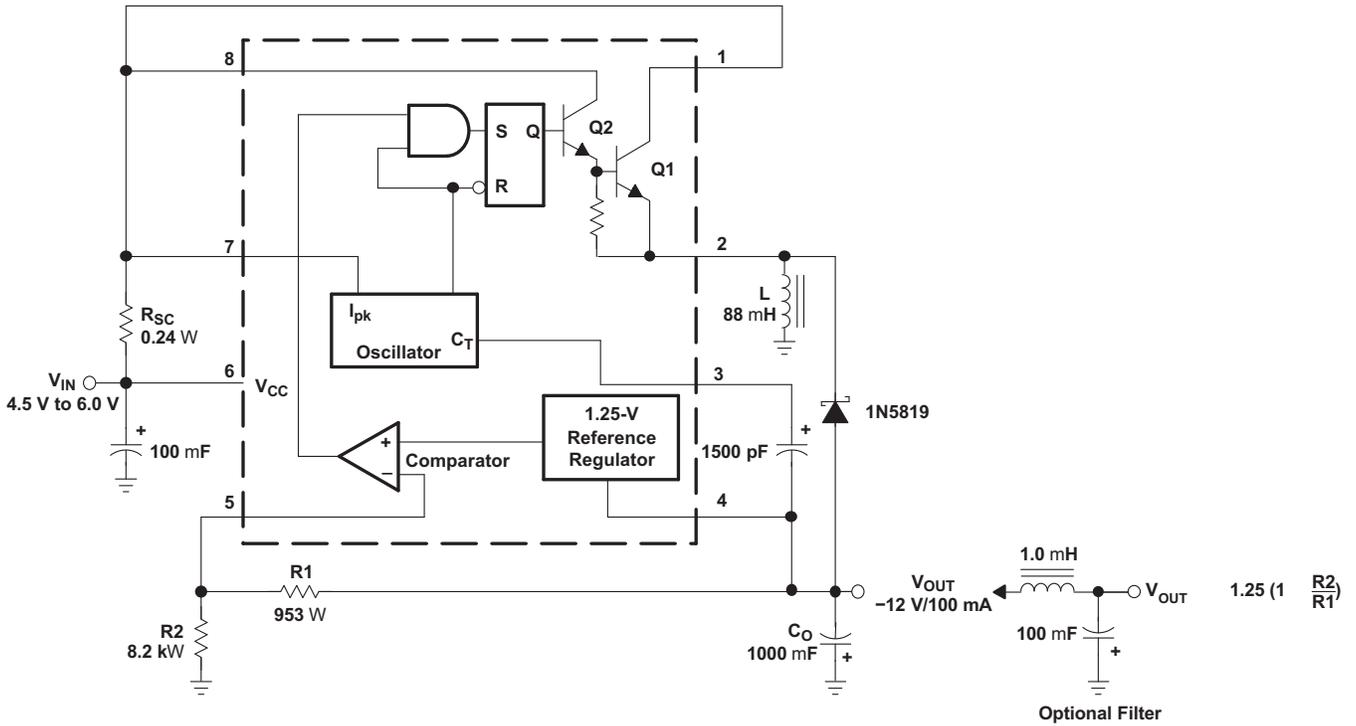 8
1
S
Q
Q2
R
Q1
7
2
L
88 mH
RSC
0.24 W
Ipk
CT
Oscillator
VIN
4.5 V to 6.0 V
6
VCC
3
1.25-V
Reference
Regulator
1N5819
+
100 mF
+
−
Comparator
1500 pF
+
5
4
R1
953 W
VOUT
−12 V/100 mA
1.0 mH
VOUT
1.25 (1 R2/R1)
R2
8.2 kW
CO
1000 mF
+
100 mF
+
Optional Filter